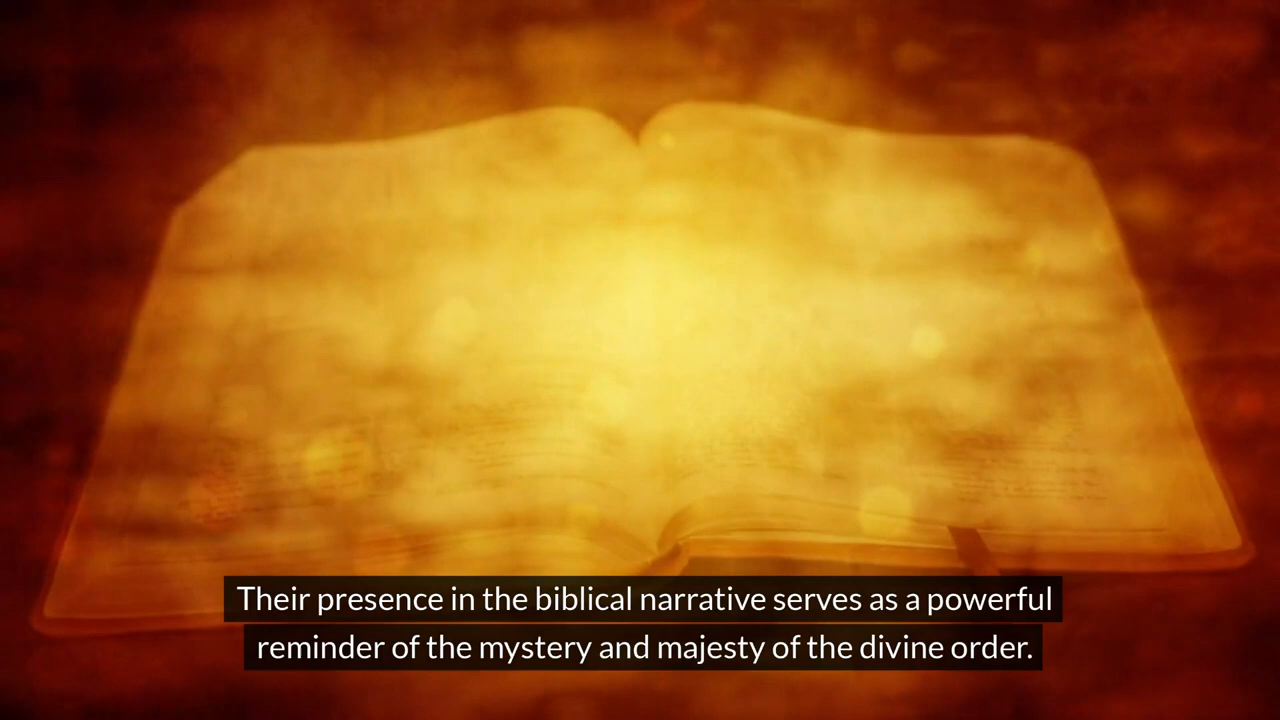 Their presence in the biblical narrative serves as a powerful
reminder of the mystery and majesty of the divine order.